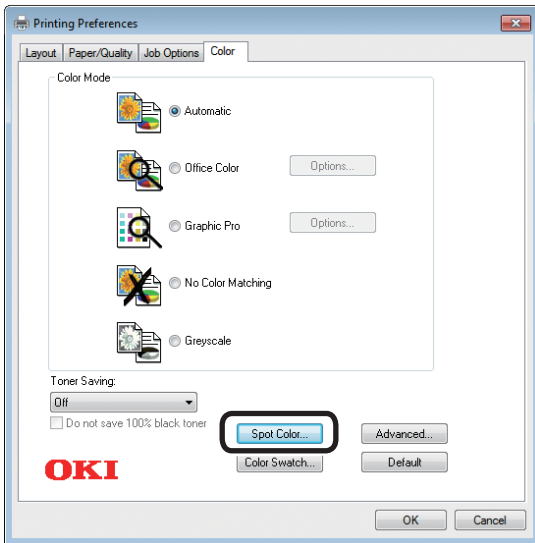 Printing Preferences
Layout Paper/Quality Job Options Color
Color Mode
Automatic
Office Color Options...
Graphic Pro Options...
No Color Matching
Greyscale
Toner Saving:
Off
Do not save 100% black toner
Spot Color... Advanced...
OKI Color Swatch... Default
OK Cancel